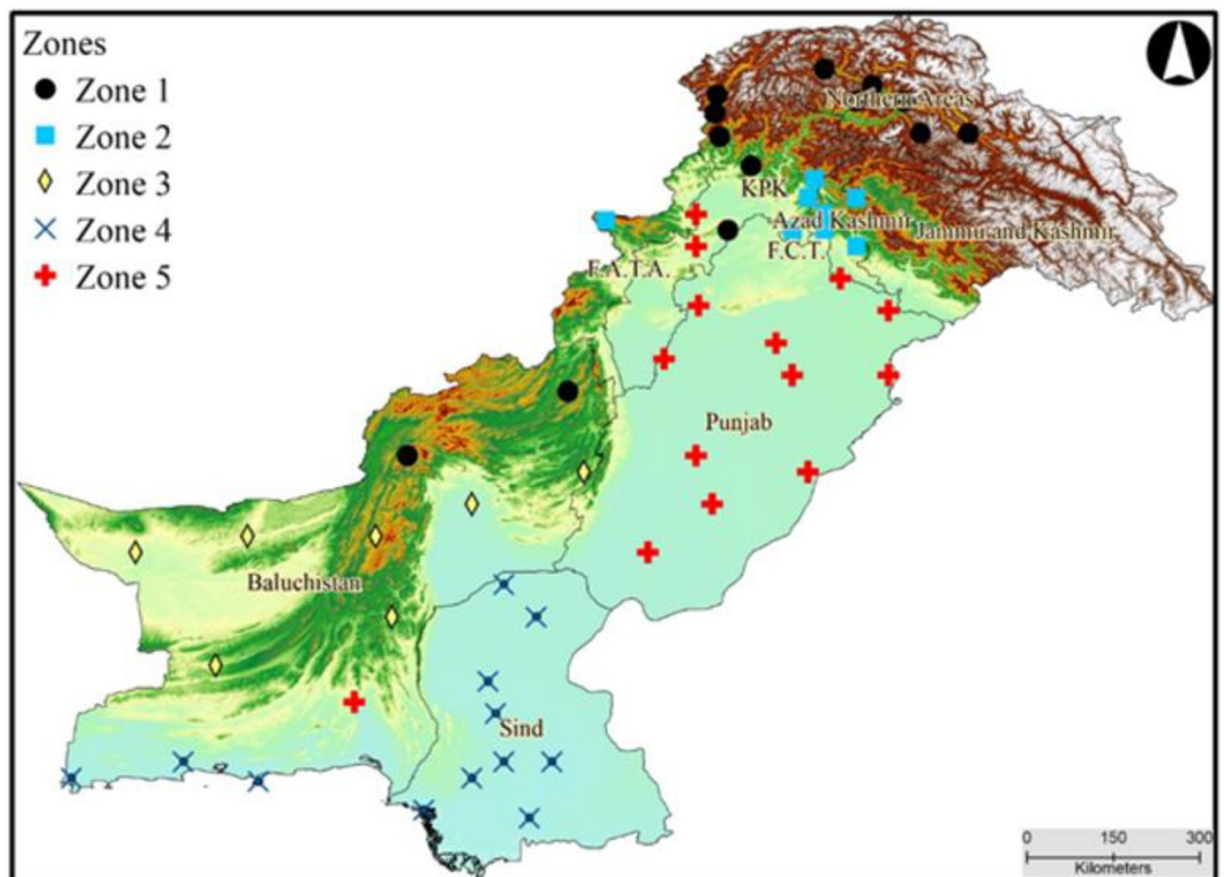 Zones
Zone 1
Zone 2
Zone 3
Zone 4
Zone 5
Northern Areas
KPK
Azad Kashmir
Jammu and Kashmir
F.C.T.
F.A.T.A.
Punjab
Baluchistan
Sind
0 150 300
Kilometers